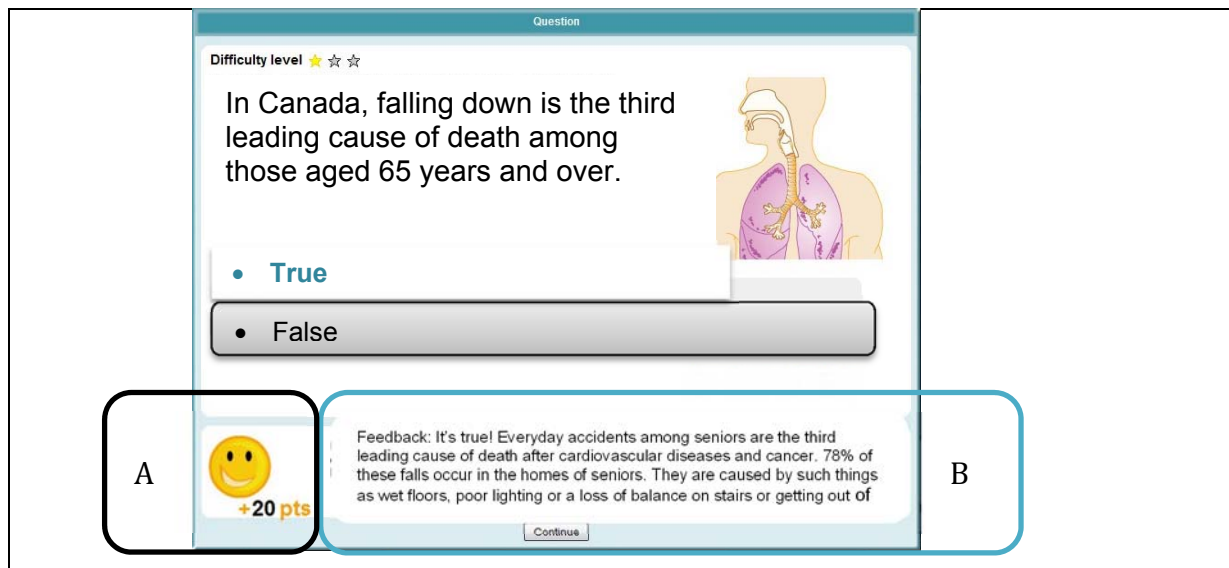 Question
Difficulty level
In Canada, falling down is the third
leading cause of death among
those aged 65 years and over.
• True
• False
A
+20 pts
Feedback: It's true! Everyday accidents among seniors are the third
leading cause of death after cardiovascular diseases and cancer. 78% of
these falls occur in the homes of seniors. They are caused by such things
as wet floors, poor lighting or a loss of balance on stairs or getting out of
B
Continue